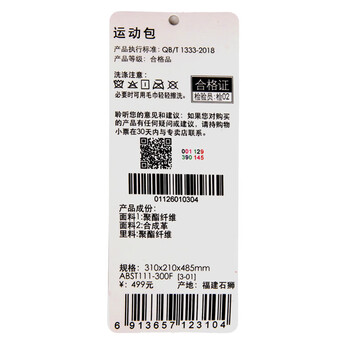 运动包
产品执行标准：QB/T 1333-2018
产品等级：合格品
洗涤注意：
必要时可用毛巾轻轻擦洗。
合格证
检验员：检02
聆听您的意见和建议：如果您对购买
的产品有任何疑问或建议，请持购物
小票在30天内与专卖店联系。
001 129
390 145
01126010304
产品成份：
面料1：聚酯纤维
面料2：合成革
里料：聚酯纤维
规格：310x210x485mm
ABST111-300F [3-01]
￥：499元
产地：福建石狮
6 913657 123104